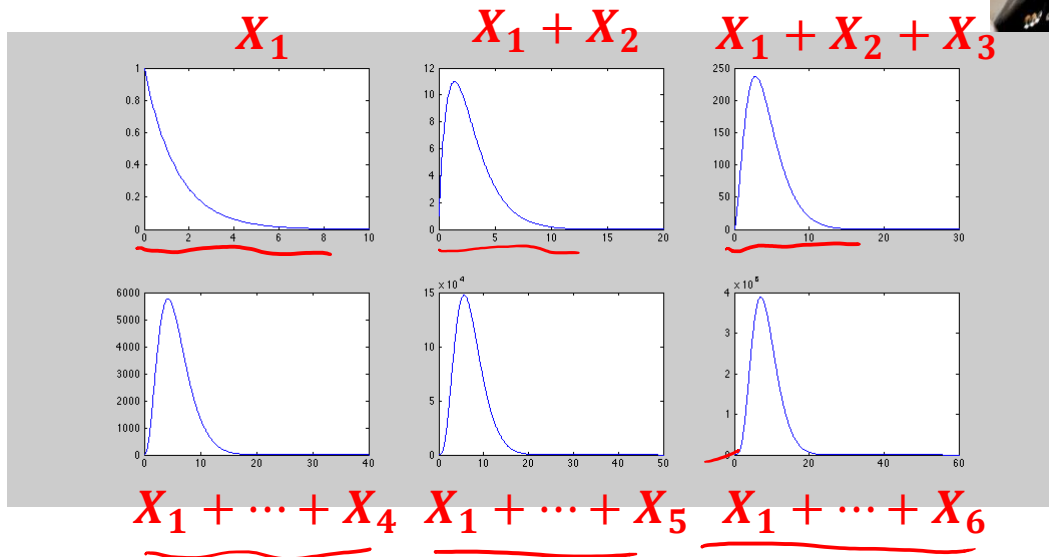 X₁ X₁ + X₂ X₁ + X₂ + X₃
1 0.8 0.6 0.4 0.2 0
0 2 4 6 8 10
12 10 8 6 4 2 0
0 5 10 15 20
250 200 150 100 50 0
0 10 20 30
6000 5000 4000 3000 2000 1000 0
0 10 20 30 40
× 10⁴
15 10 5 0
0 10 20 30 40 50
× 10⁶
4 3 2 1 0
0 20 40 60
X₁ + ⋯ + X₄ X₁ + ⋯ + X₅ X₁ + ⋯ + X₆